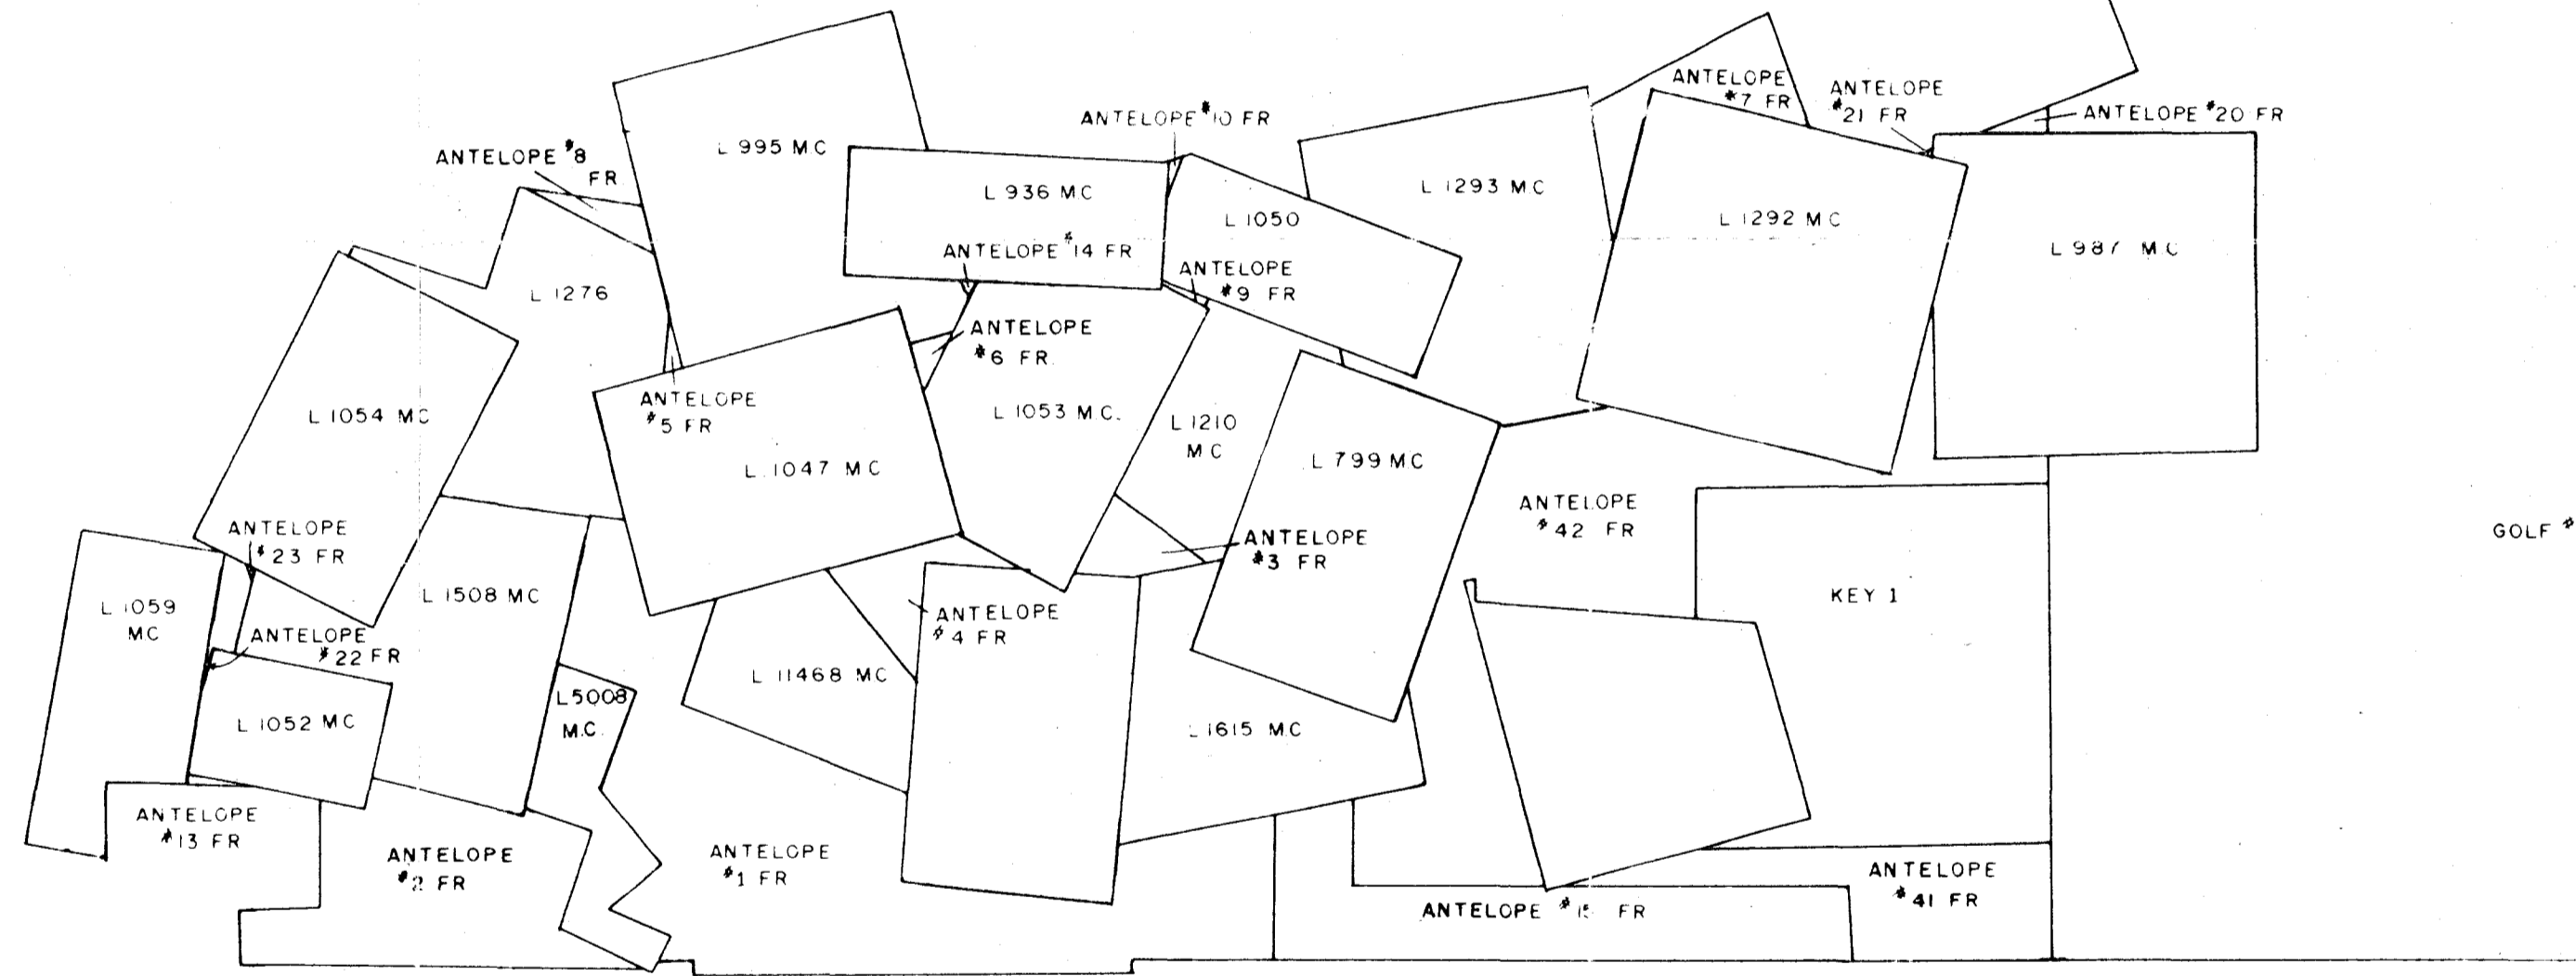 ANTELOPE
#7 FR
ANTELOPE
#21 FR
ANTELOPE #20 FR
ANTELOPE #10 FR
L 995 MC
ANTELOPE #8
FR
L 936 MC
L 1293 MC
L 1050
L 1292 MC
L 987 MC
ANTELOPE #14 FR
ANTELOPE
#9 FR
L 1276
ANTELOPE
#6 FR.
L 1054 MC
ANTELOPE
#5 FR
L 1053 MC.
L 1210
MC
L 799 MC
L 1047 MC
ANTELOPE
#42 FR
GOLF #
ANTELOPE
#23 FR
ANTELOPE
#3 FR
L 1059
MC
L 1508 MC
KEY 1
ANTELOPE
#4 FR
ANTELOPE
#22 FR
L 11468 MC
L5008
M.C.
L 1052 MC
L 1615 MC
ANTELOPE
#13 FR
ANTELOPE
#2 FR
ANTELOPE
#1 FR
ANTELOPE
#41 FR
ANTELOPE # FR